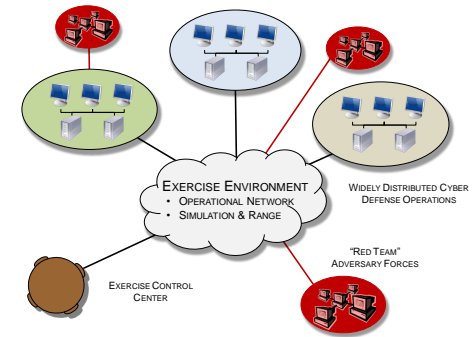 EXERCISE ENVIRONMENT
• OPERATIONAL NETWORK
• SIMULATION & RANGE
WIDELY DISTRIBUTED CYBER
DEFENSE OPERATIONS
"RED TEAM"
ADVERSARY FORCES
EXERCISE CONTROL
CENTER